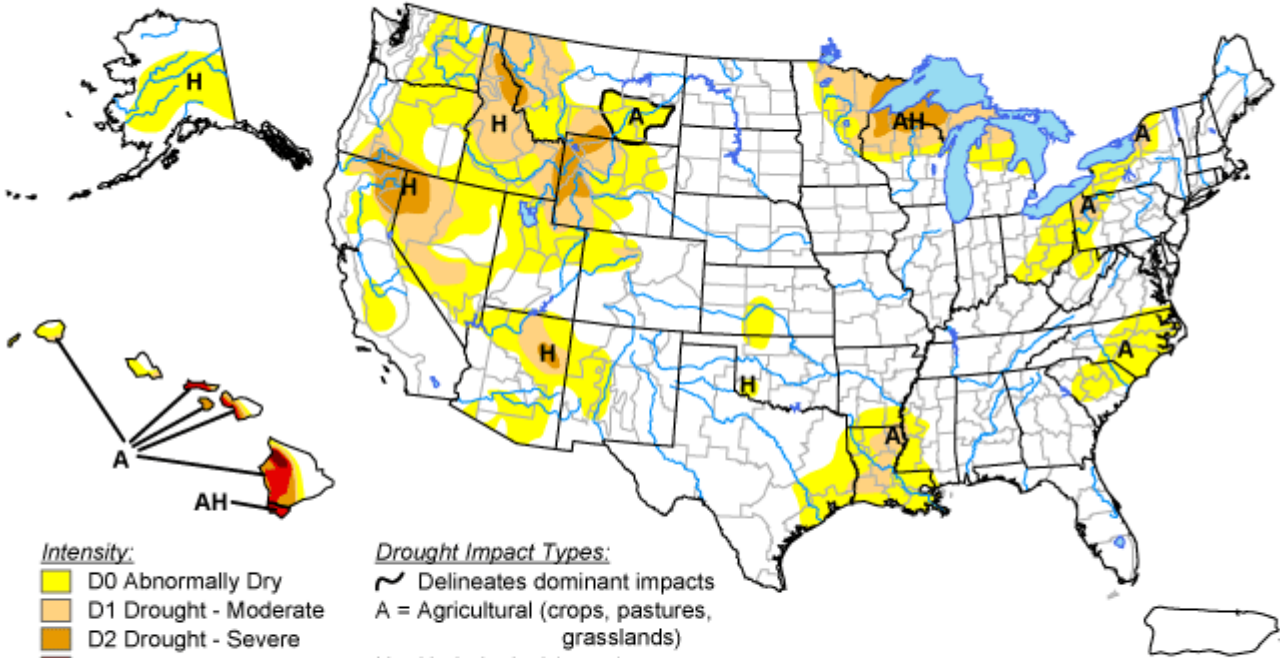 H
A
H
AH
A
H
A
A
H
H
A
A
A
AH
Intensity:
D0 Abnormally Dry
D1 Drought - Moderate
D2 Drought - Severe
Drought Impact Types:
Delineates dominant impacts
A = Agricultural (crops, pastures,
grasslands)